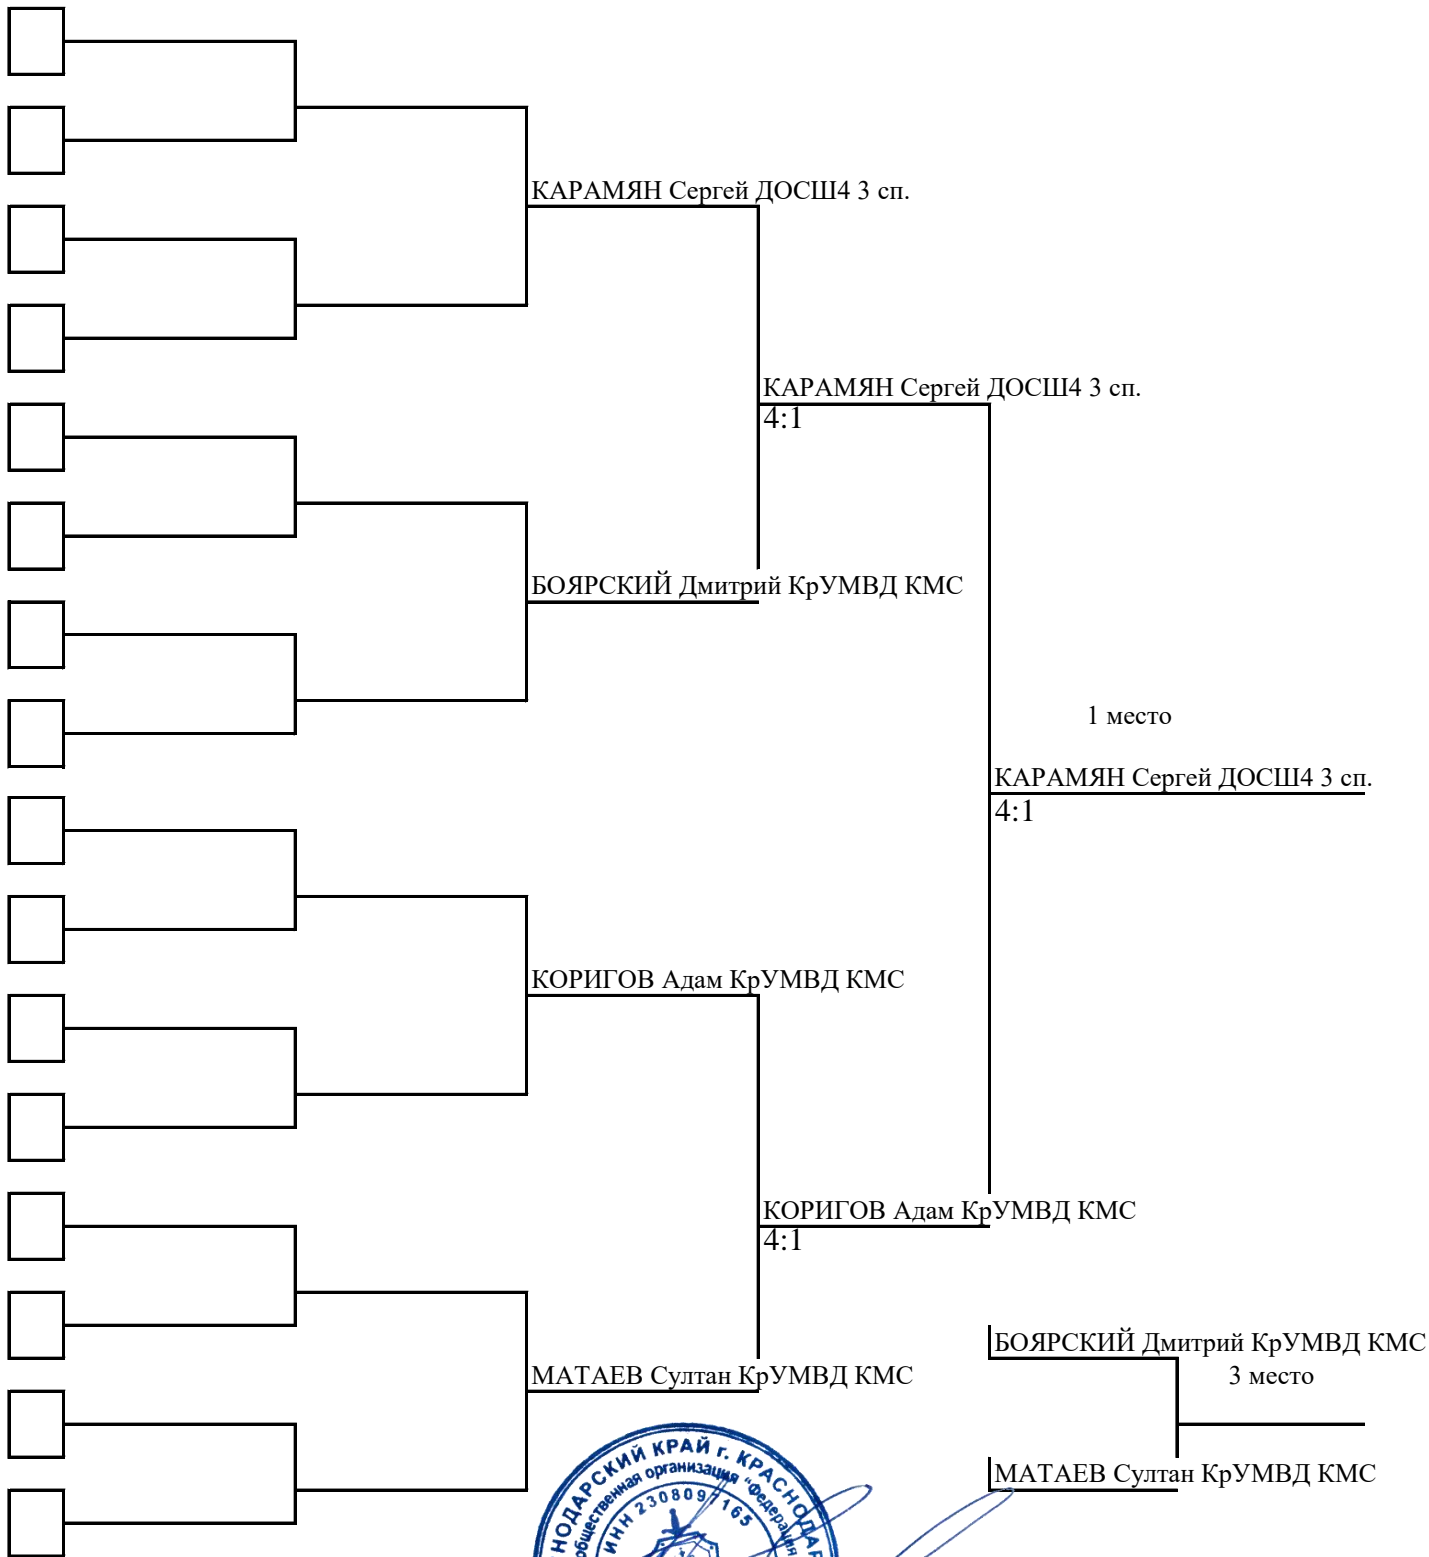 КАРАМЯН Сергей ДОСШ4 3 сп.
КАРАМЯН Сергей ДОСШ4 3 сп.
4:1
БОЯРСКИЙ Дмитрий КрУМВД КМС
1 место
КАРАМЯН Сергей ДОСШ4 3 сп.
4:1
КОРИГОВ Адам КрУМВД КМС
КОРИГОВ Адам КрУМВД КМС
4:1
БОЯРСКИЙ Дмитрий КрУМВД КМС
МАТАЕВ Султан КрУМВД КМС
3 место
МАТАЕВ Султан КрУМВД КМС
КРАЙ г.
общественная организация "Федерация
ИНН 2308097165